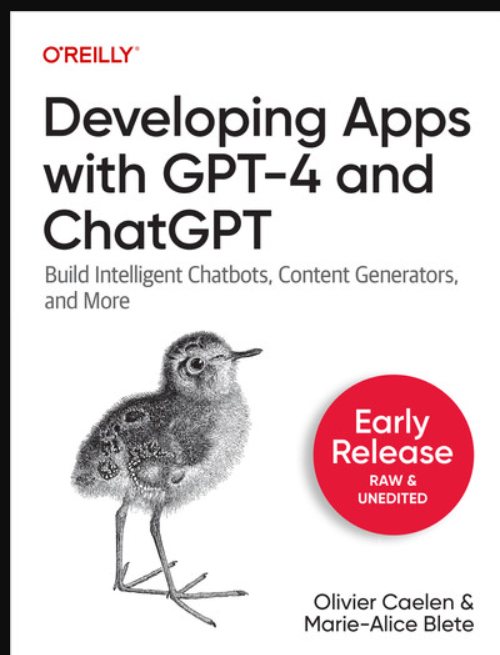 O'REILLY®
Developing Apps
with GPT-4 and
ChatGPT
Build Intelligent Chatbots, Content Generators,
and More
Early
Release
RAW &
UNEDITED
Olivier Caelen &
Marie-Alice Blete